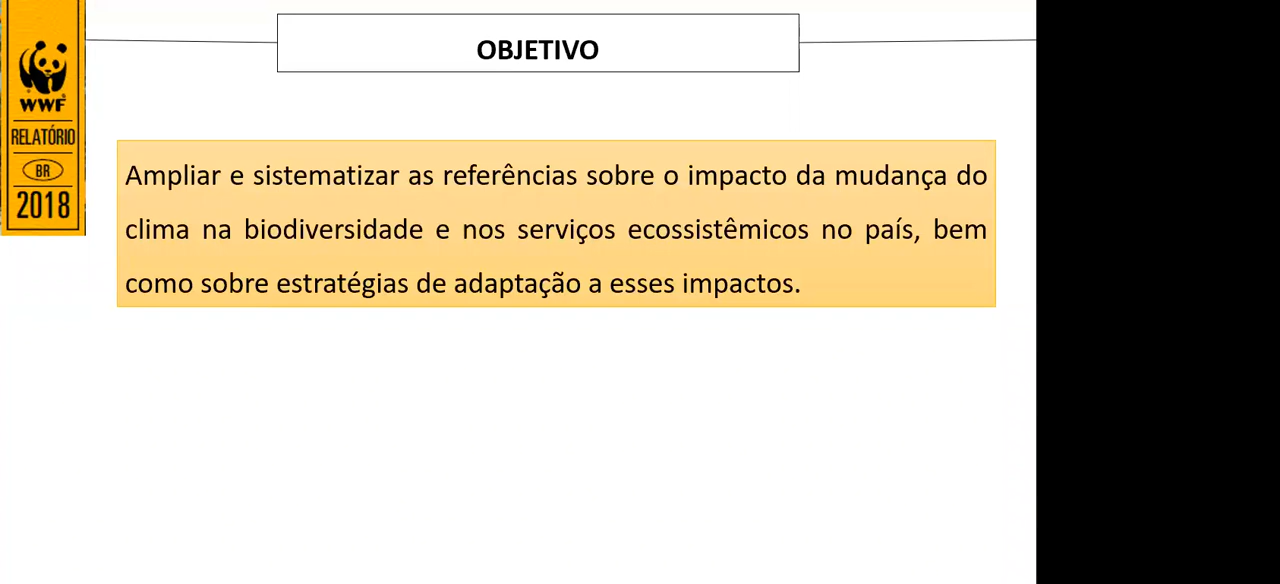 OBJETIVO
WWF
RELATÓRIO
BR
2018
Ampliar e sistematizar as referências sobre o impacto da mudança do
clima na biodiversidade e nos serviços ecossistêmicos no país, bem
como sobre estratégias de adaptação a esses impactos.